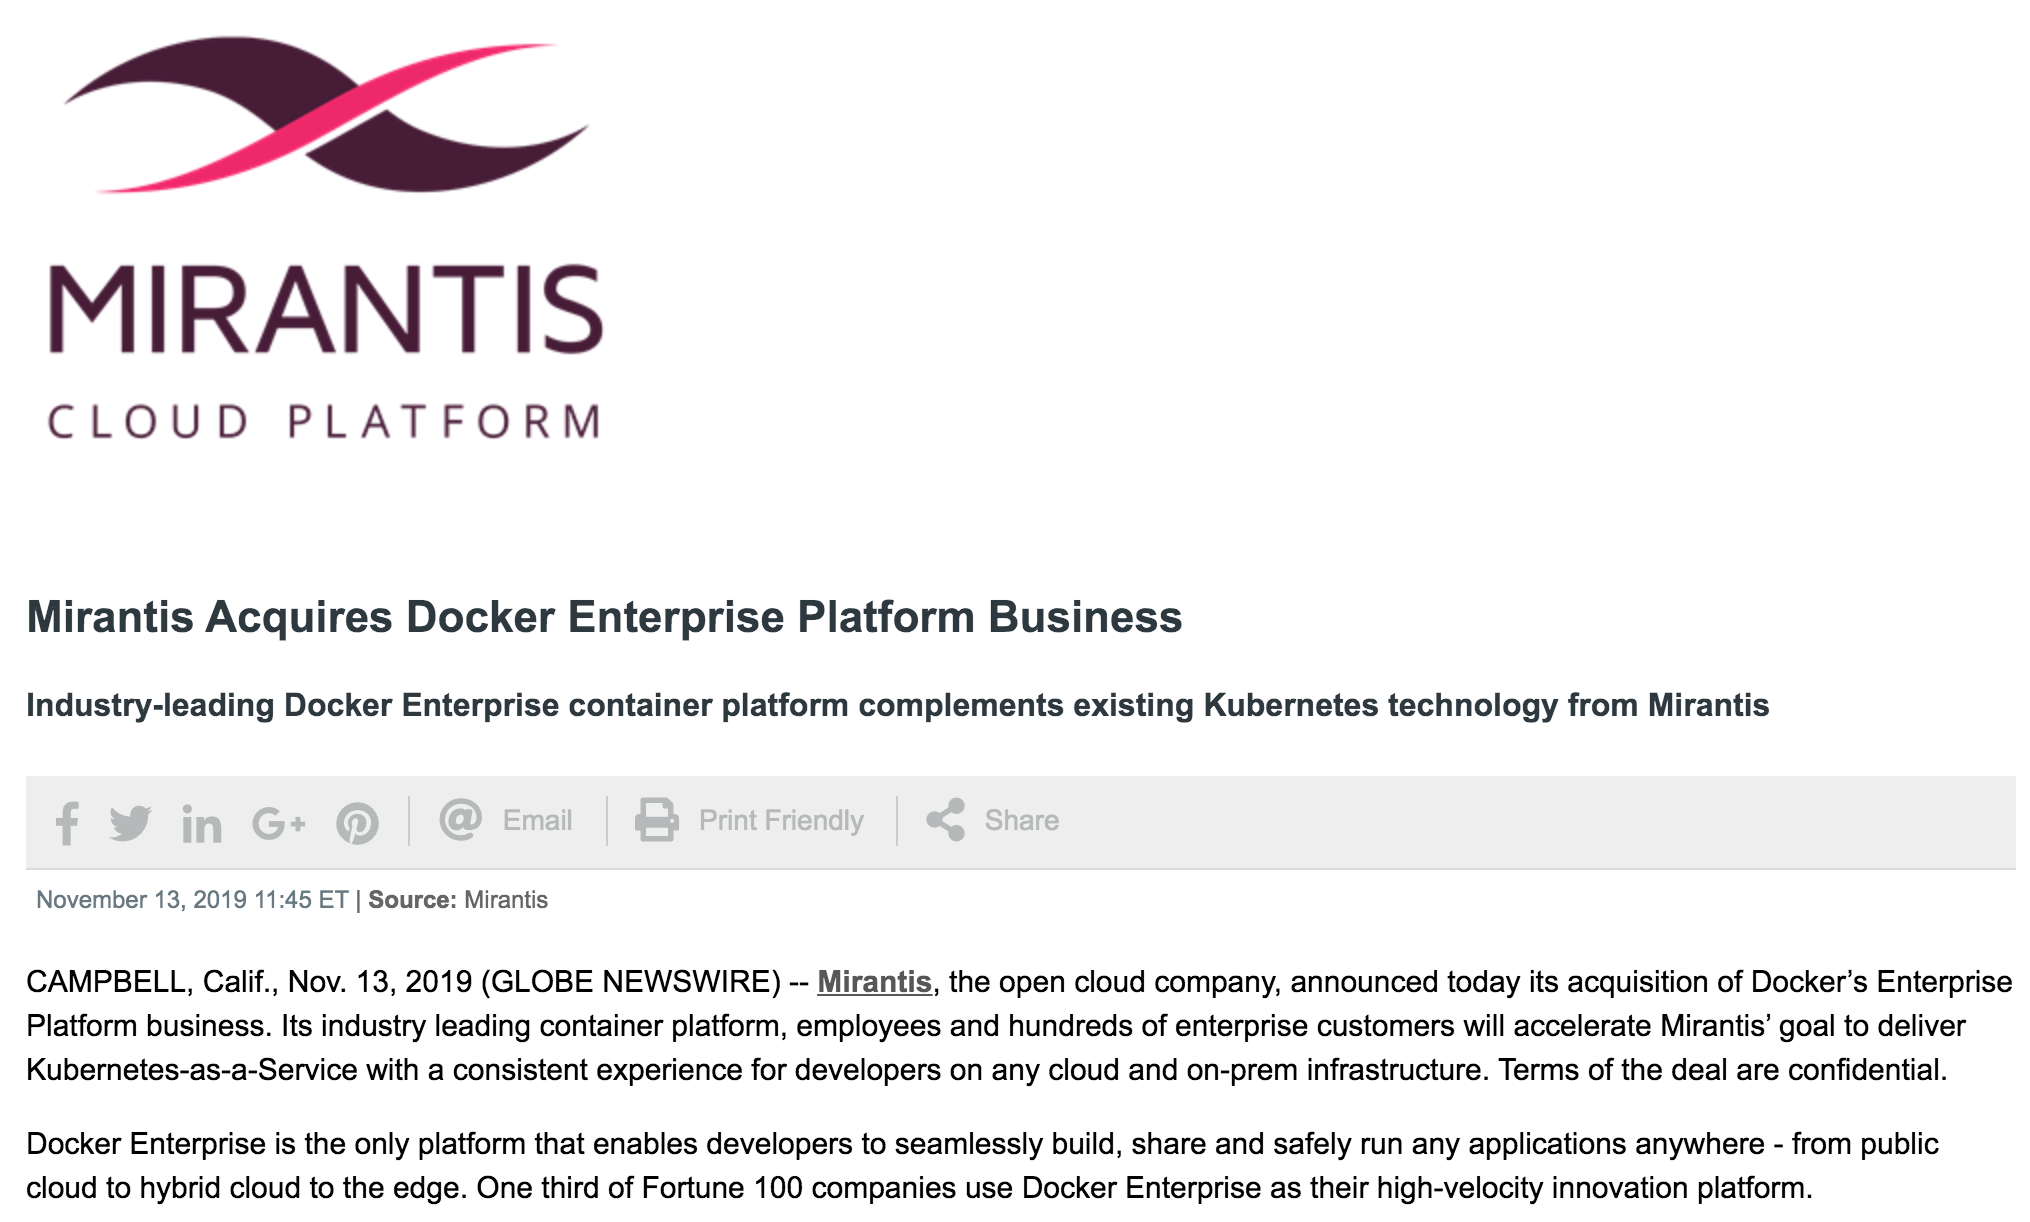 MIRANTIS
CLOUD PLATFORM
Mirantis Acquires Docker Enterprise Platform Business
Industry-leading Docker Enterprise container platform complements existing Kubernetes technology from Mirantis
f in G+ @ Email Print Friendly Share
November 13, 2019 11:45 ET | Source: Mirantis
CAMPBELL, Calif., Nov. 13, 2019 (GLOBE NEWSWIRE) -- Mirantis, the open cloud company, announced today its acquisition of Docker’s Enterprise
Platform business. Its industry leading container platform, employees and hundreds of enterprise customers will accelerate Mirantis’ goal to deliver
Kubernetes-as-a-Service with a consistent experience for developers on any cloud and on-prem infrastructure. Terms of the deal are confidential.
Docker Enterprise is the only platform that enables developers to seamlessly build, share and safely run any applications anywhere - from public
cloud to hybrid cloud to the edge. One third of Fortune 100 companies use Docker Enterprise as their high-velocity innovation platform.